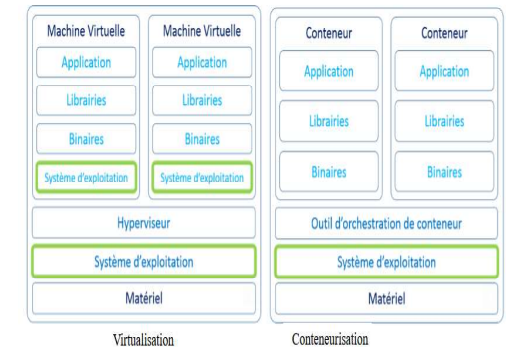 Machine Virtuelle
Application
Librairies
Binaires
Système d'exploitation
Machine Virtuelle
Application
Librairies
Binaires
Système d'exploitation
Hyperviseur
Système d'exploitation
Matériel
Virtualisation
Conteneur
Application
Librairies
Binaires
Conteneur
Application
Librairies
Binaires
Outil d'orchestration de conteneur
Système d'exploitation
Matériel
Conteneurisation